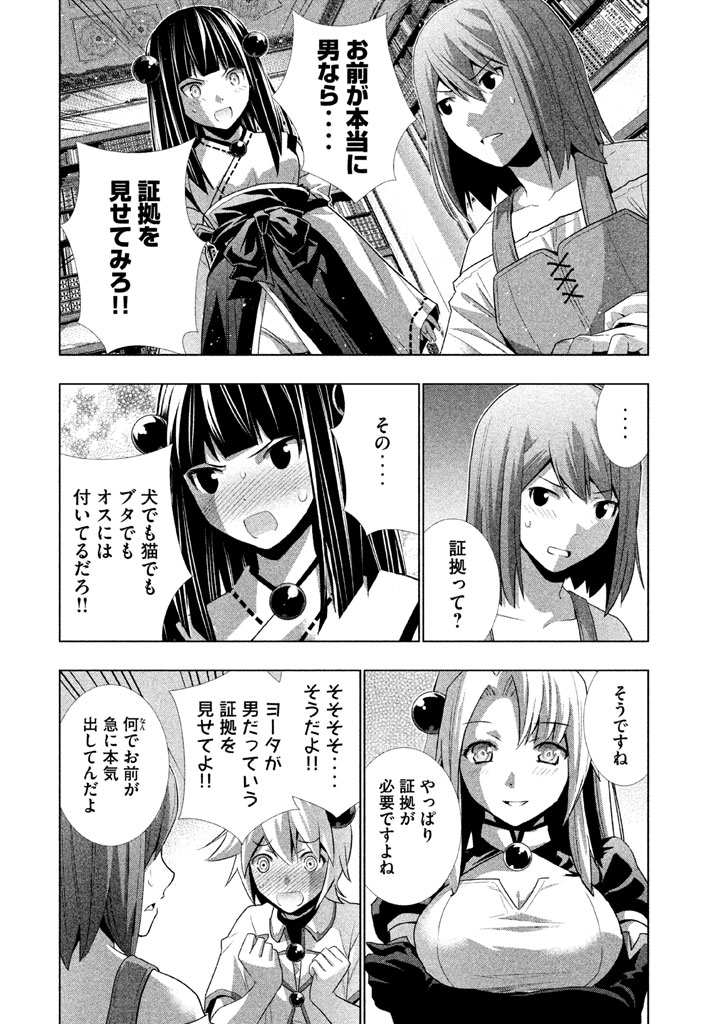 お前が本当に
男なら・・・・
証拠を
見せてみろ!!
・・・
証拠って?
その・・・・
犬でも猫でも
ブタでも
オスには
付いてるだろ!!
そうですね
やっぱり
証拠が
必要ですよね
そそそそ・・・・
そうだよ!!
ヨータが
男だっていう
証拠を
見せてよ!!
何でお前が
なん
急に本気
出してんだよ